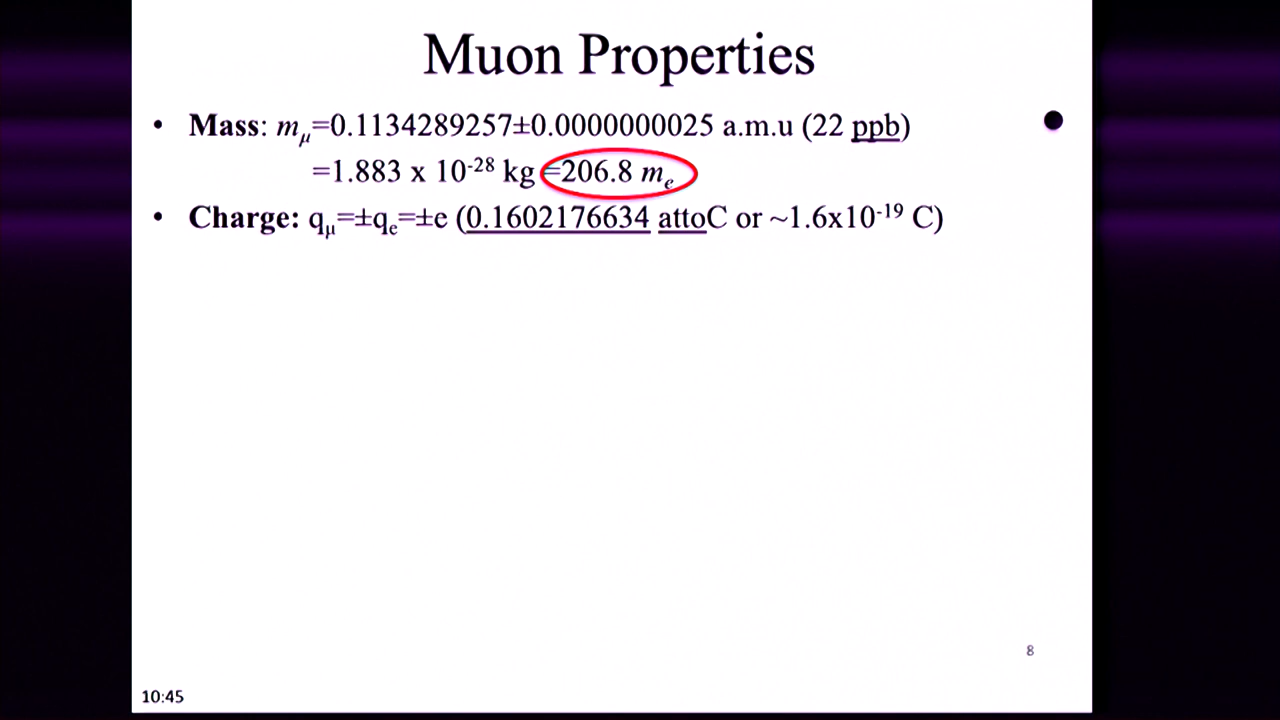 Muon Properties
• Mass: mμ=0.1134289257±0.0000000025 a.m.u (22 ppb)
=1.883 x 10⁻²⁸ kg =206.8 mₑ
• Charge: qμ=±qₑ=±e (0.1602176634 attoC or ~1.6x10⁻¹⁹ C)
8
10:45